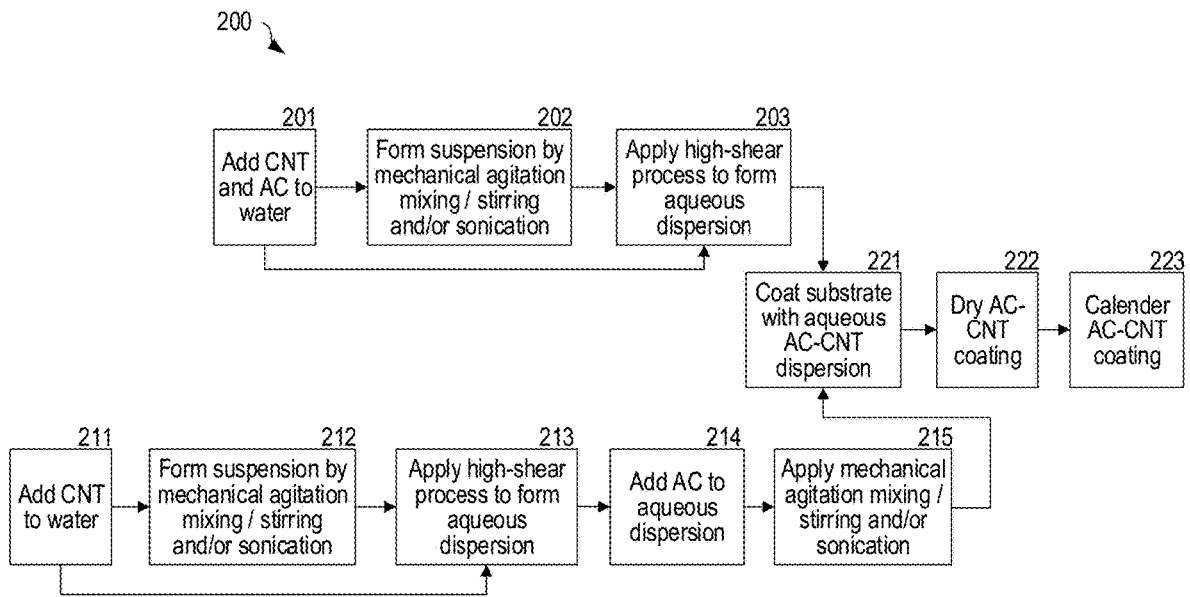 200
201
Add CNT
and AC to
water
202
Form suspension by
mechanical agitation
mixing / stirring
and/or sonication
203
Apply high-shear
process to form
aqueous
dispersion
221
Coat substrate
with aqueous
AC-CNT
dispersion
222
Dry AC-
CNT
coating
223
Calender
AC-CNT
coating
211
Add CNT
to water
212
Form suspension by
mechanical agitation
mixing / stirring
and/or sonication
213
Apply high-shear
process to form
aqueous
dispersion
214
Add AC to
aqueous
dispersion
215
Apply mechanical
agitation mixing /
stirring and/or
sonication